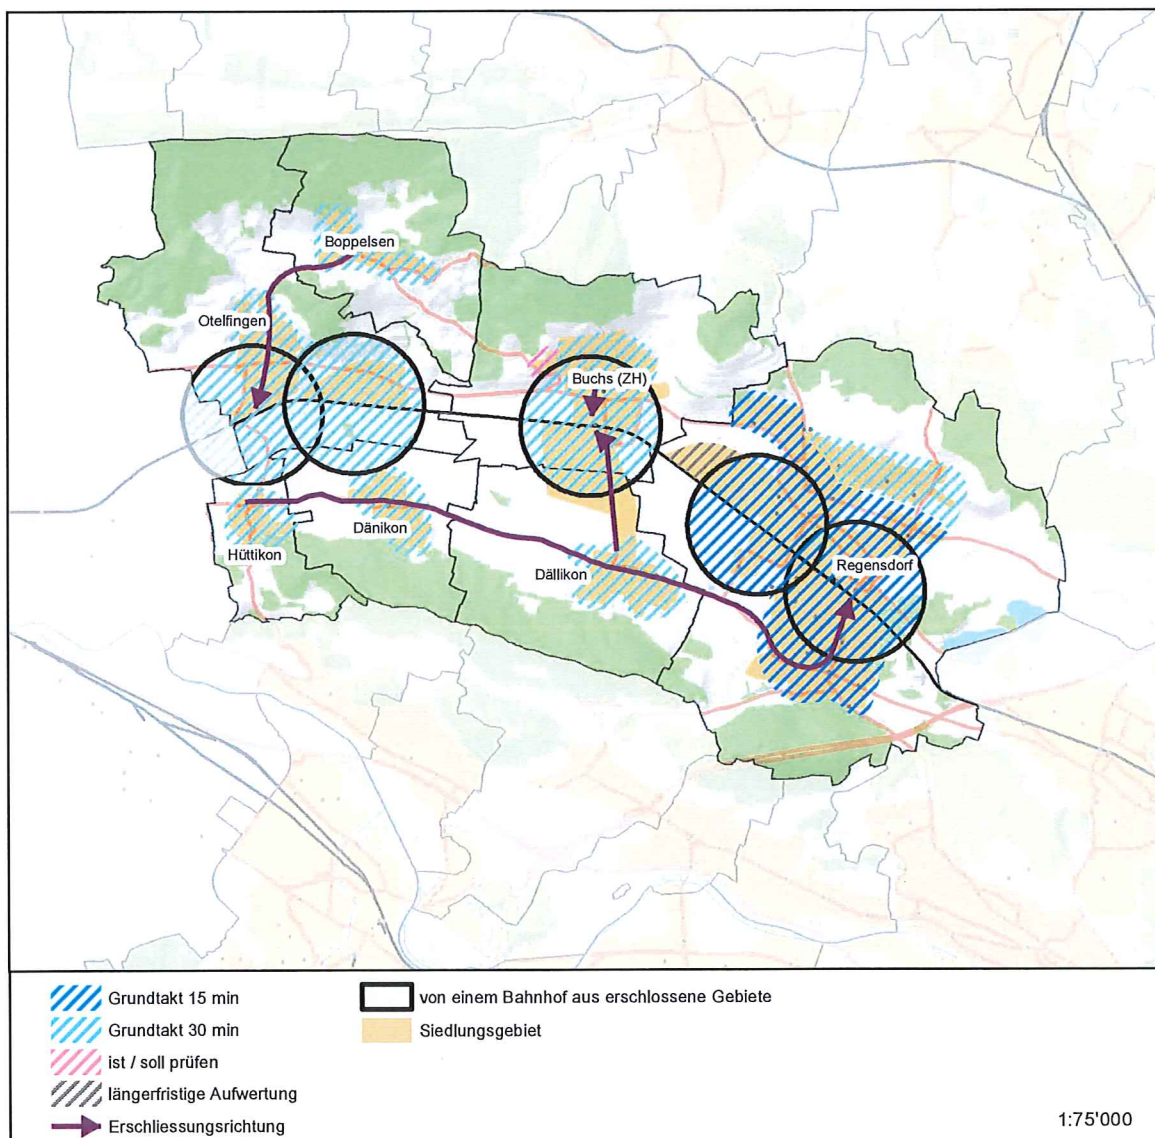 Boppelsen
Otelfingen
Buchs (ZH)
Dänikon
Hüttikon
Dällikon
Regensdorf
Grundtakt 15 min
Grundtakt 30 min
ist / soll prüfen
längerfristige Aufwertung
Erschliessungsrichtung
von einem Bahnhof aus erschlossene Gebiete
Siedlungsgebiet
1:75'000